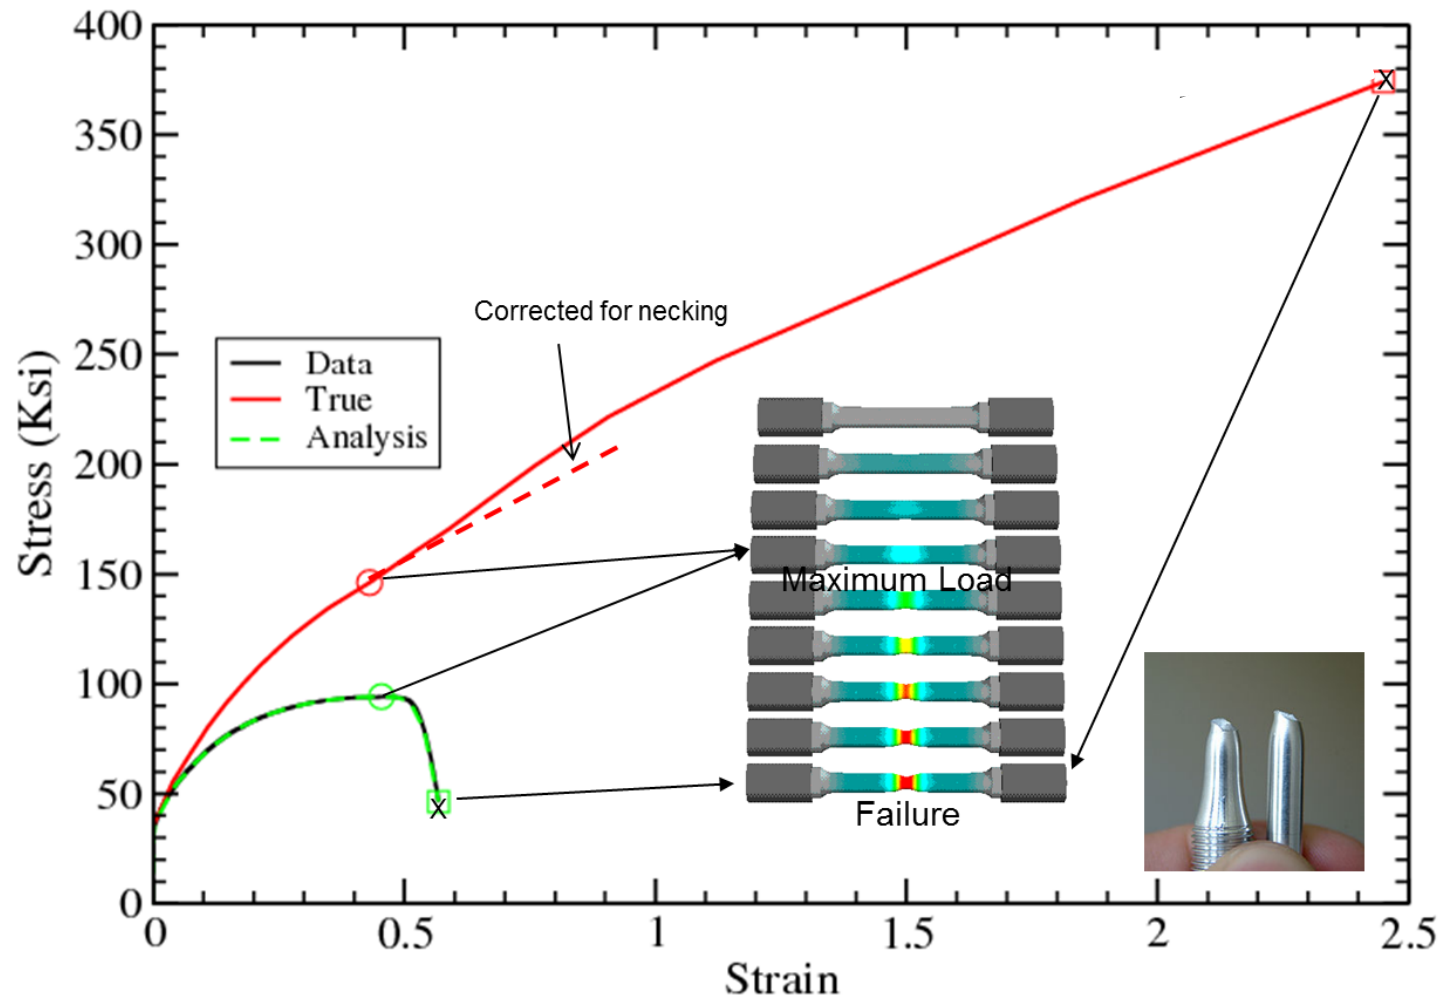 400
350
300
250
200
150
100
50
0
Stress (Ksi)
Corrected for necking
Data
True
Analysis
Maximum Load
Failure
X
X
0
0.5
1
1.5
2
2.5
Strain